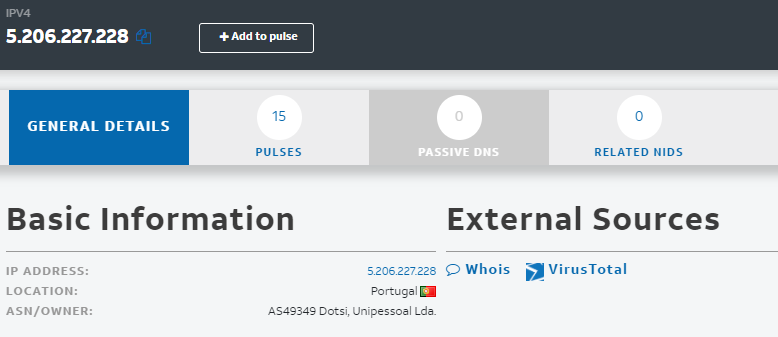 IPV4
5.206.227.228
+ Add to pulse
GENERAL DETAILS
15
PULSES
0
PASSIVE DNS
0
RELATED NIDS
Basic Information
IP ADDRESS: 5.206.227.228
LOCATION: Portugal
ASN/OWNER: AS49349 Dotsi, Unipessoal Lda.
External Sources
Whois VirusTotal